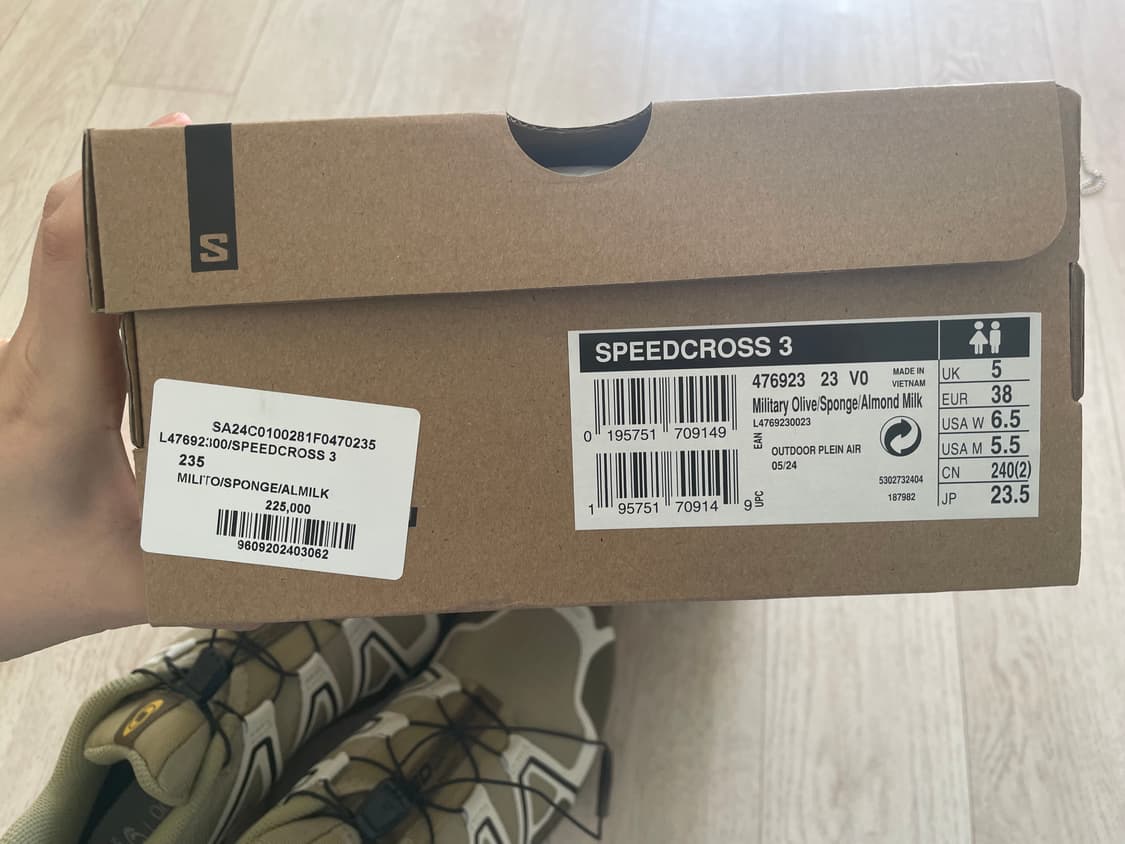 S
SPEEDCROSS 3
476923 23 V0
MADE IN
VIETNAM
Military Olive/Sponge/Almond Milk
L4769230023
0 195751 709149
EAN
OUTDOOR PLEIN AIR
05/24
5302732404
187982
1 95751 70914 9
UPC
UK 5
EUR 38
USA W 6.5
USA M 5.5
CN 240(2)
JP 23.5
SA24C0100281F0470235
L47692300/SPEEDCROSS 3
235
MILITO/SPONGE/ALMILK
225,000
9609202403062